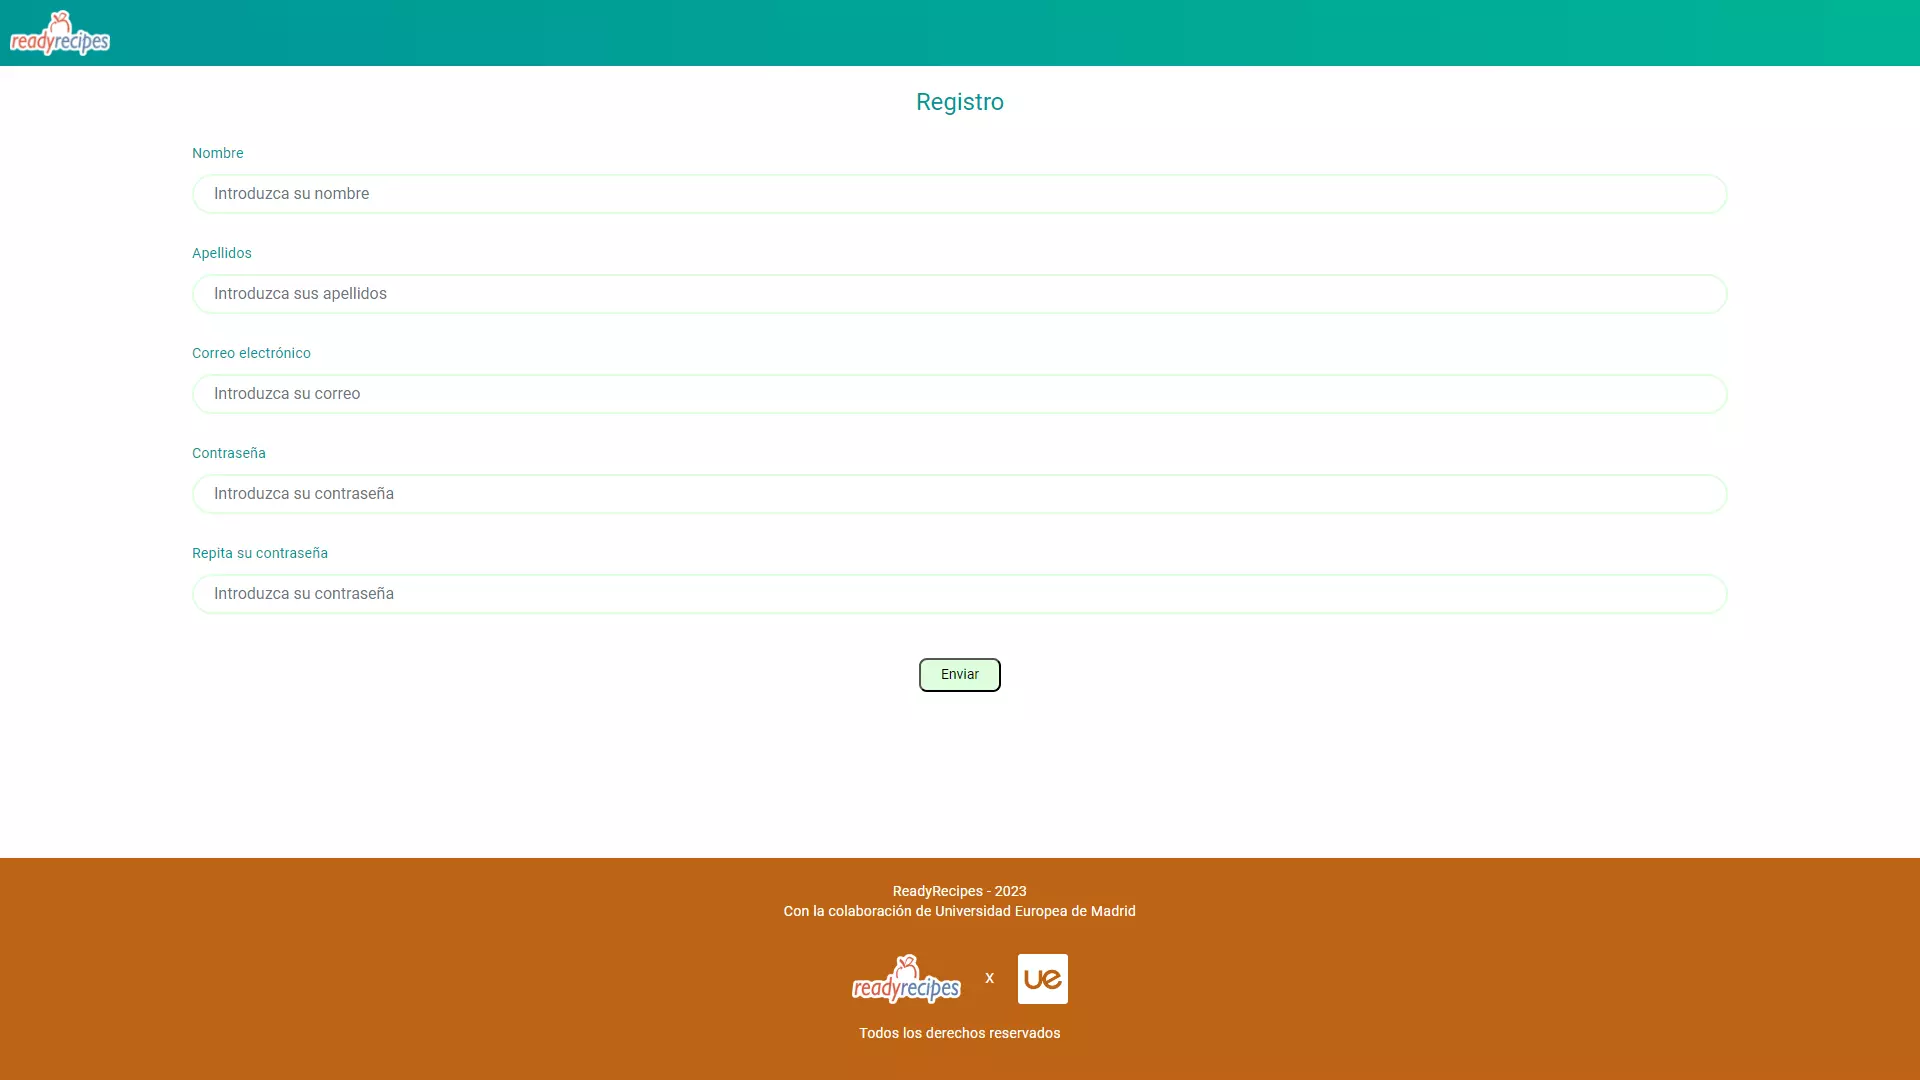 readyrecipes
Registro
Nombre
Introduzca su nombre
Apellidos
Introduzca sus apellidos
Correo electrónico
Introduzca su correo
Contraseña
Introduzca su contraseña
Repita su contraseña
Introduzca su contraseña
Enviar
ReadyRecipes - 2023
Con la colaboración de Universidad Europea de Madrid
readyrecipes x ue
Todos los derechos reservados